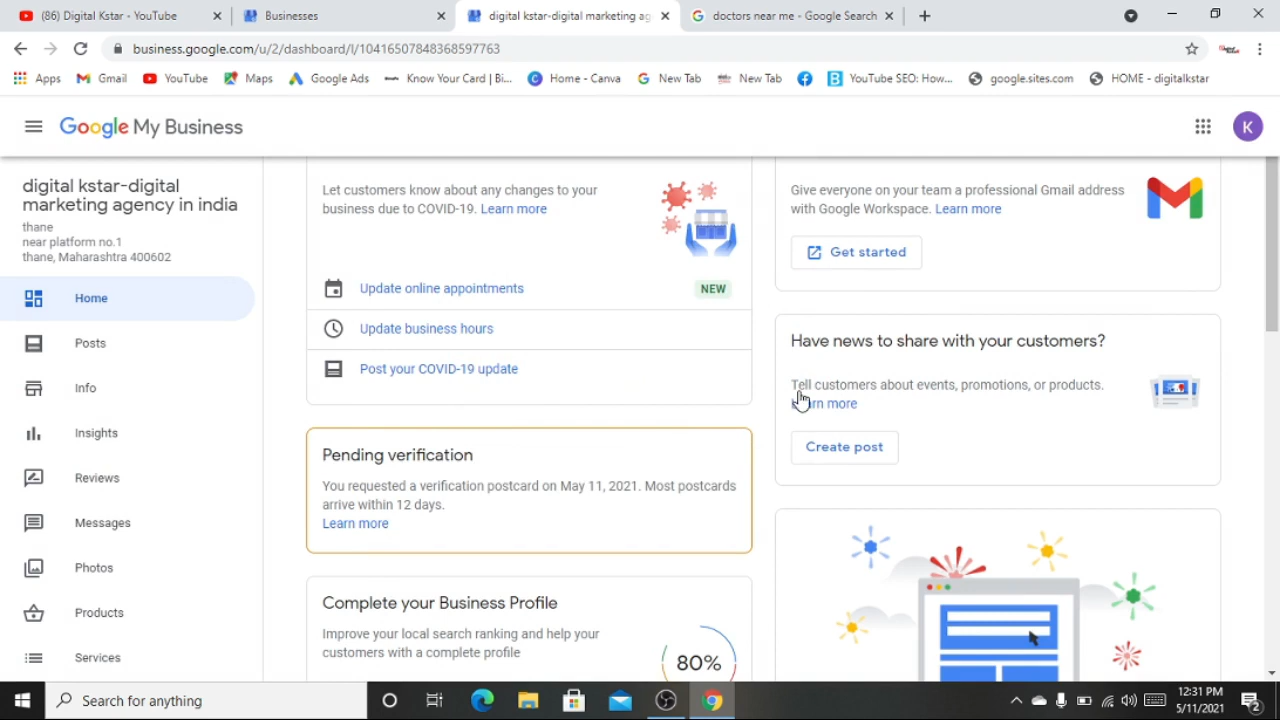 (86) Digital Kstar - YouTube
Businesses
digital kstar-digital marketing ag
doctors near me - Google Search
business.google.com/u/2/dashboard/l/10416507848368597763
Apps
Gmail
YouTube
Maps
Google Ads
Know Your Card | Bi...
Home - Canva
New Tab
New Tab
YouTube SEO: How...
google.sites.com
HOME - digitalkstar
Google My Business
K
digital kstar-digital
marketing agency in india
thane
near platform no.1
thane, Maharashtra 400602
Home
Posts
Info
Insights
Reviews
Messages
Photos
Products
Services
Let customers know about any changes to your
business due to COVID-19. Learn more
Update online appointments
NEW
Update business hours
Post your COVID-19 update
Pending verification
You requested a verification postcard on May 11, 2021. Most postcards
arrive within 12 days.
Learn more
Complete your Business Profile
Improve your local search ranking and help your
customers with a complete profile
80%
Give everyone on your team a professional Gmail address
with Google Workspace. Learn more
Get started
Have news to share with your customers?
Tell customers about events, promotions, or products.
Learn more
Create post
Search for anything
12:31 PM
5/11/2021
2